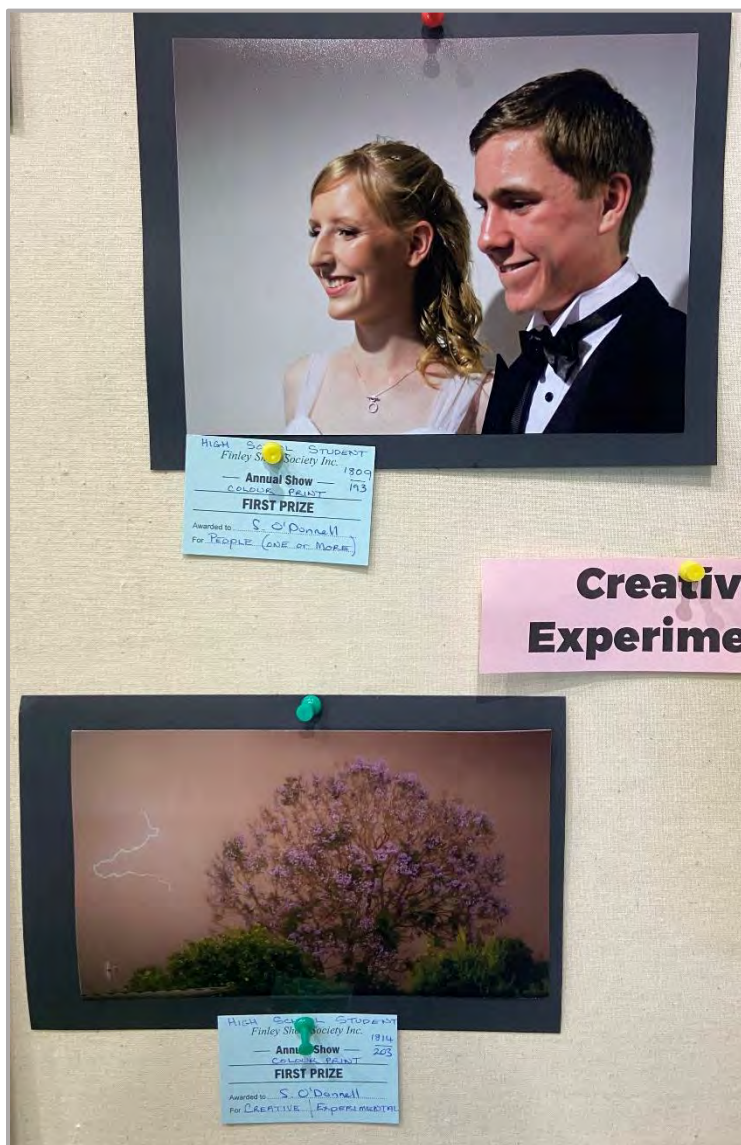 HIGH SCHOOL STUDENT
Finley Show Society Inc.
1809
193
Annual Show
COLOUR PRINT
FIRST PRIZE
Awarded to S. O'Donnell
For PEOPLE (ONE or MORE)
Creativ
Experime
HIGH SCHOOL STUDENT
Finley Show Society Inc.
1814
203
Annual Show
COLOUR PRINT
FIRST PRIZE
Awarded to S. O'Donnell
For CREATIVE / EXPERIMENTAL